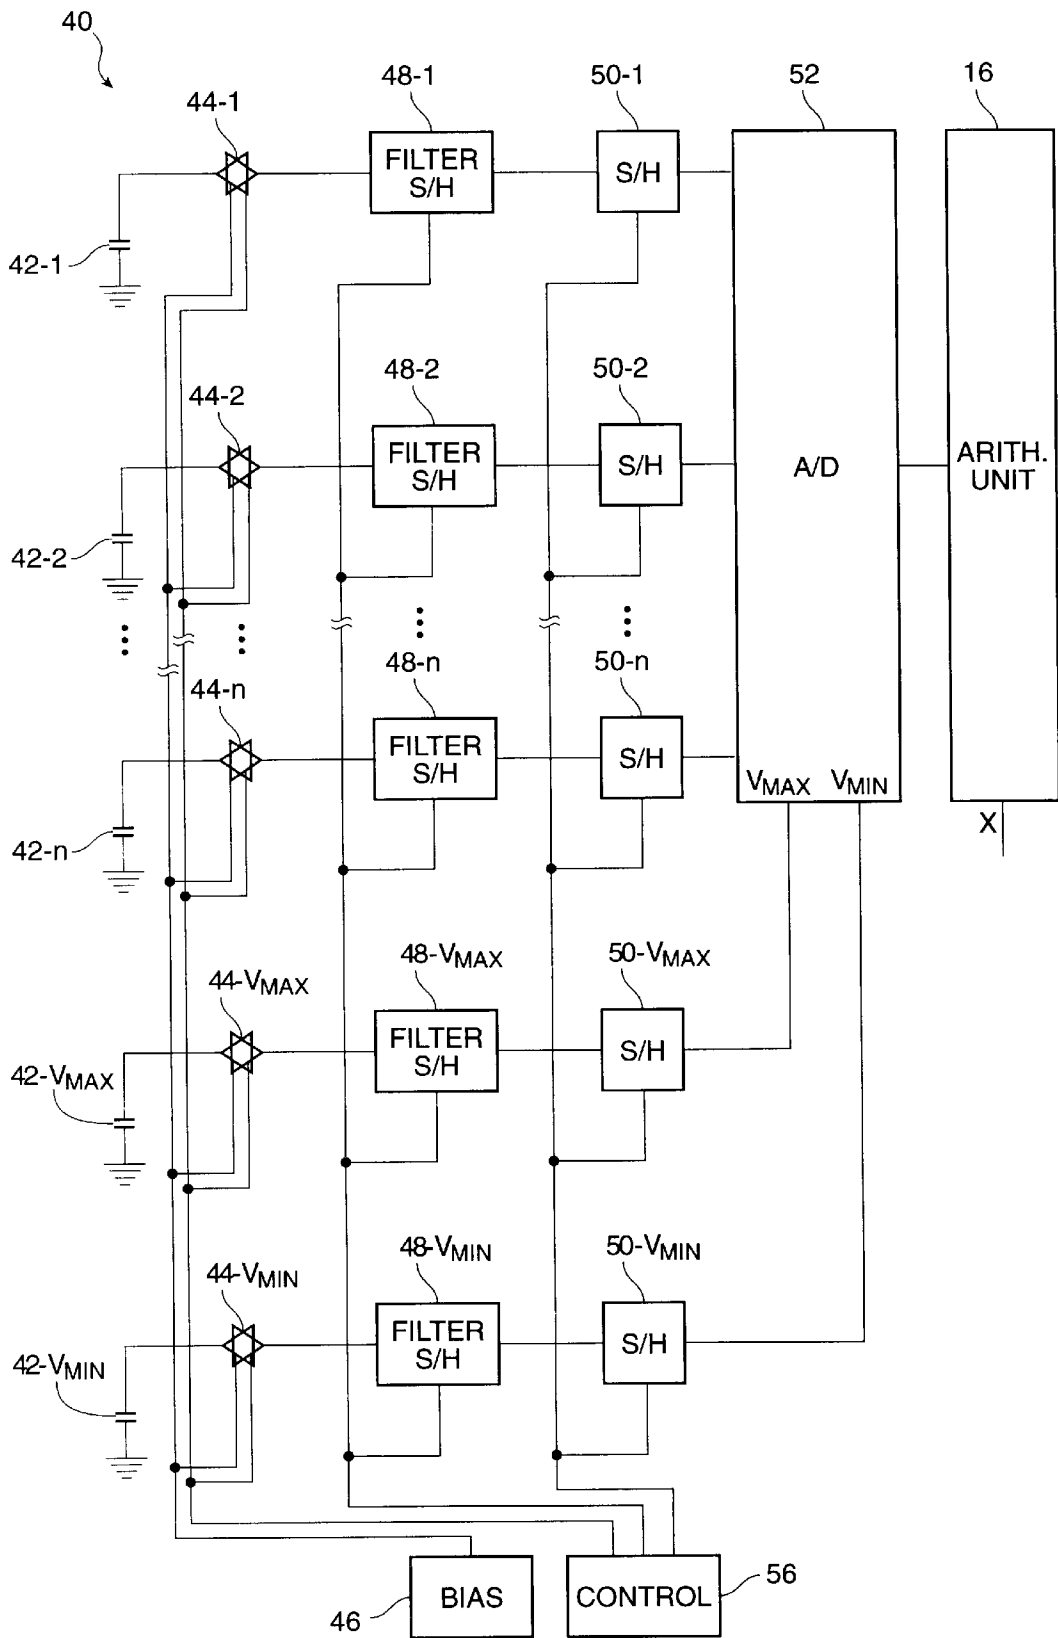 40
44-1
48-1
50-1
52
16
FILTER
S/H
S/H
42-1
44-2
48-2
50-2
FILTER
S/H
S/H
A/D
ARITH.
UNIT
42-2
44-n
48-n
50-n
FILTER
S/H
S/H
VMAX VMIN
X
42-n
44-VMAX
48-VMAX
50-VMAX
FILTER
S/H
S/H
42-VMAX
44-VMIN
48-VMIN
50-VMIN
FILTER
S/H
S/H
42-VMIN
BIAS
46
CONTROL
56